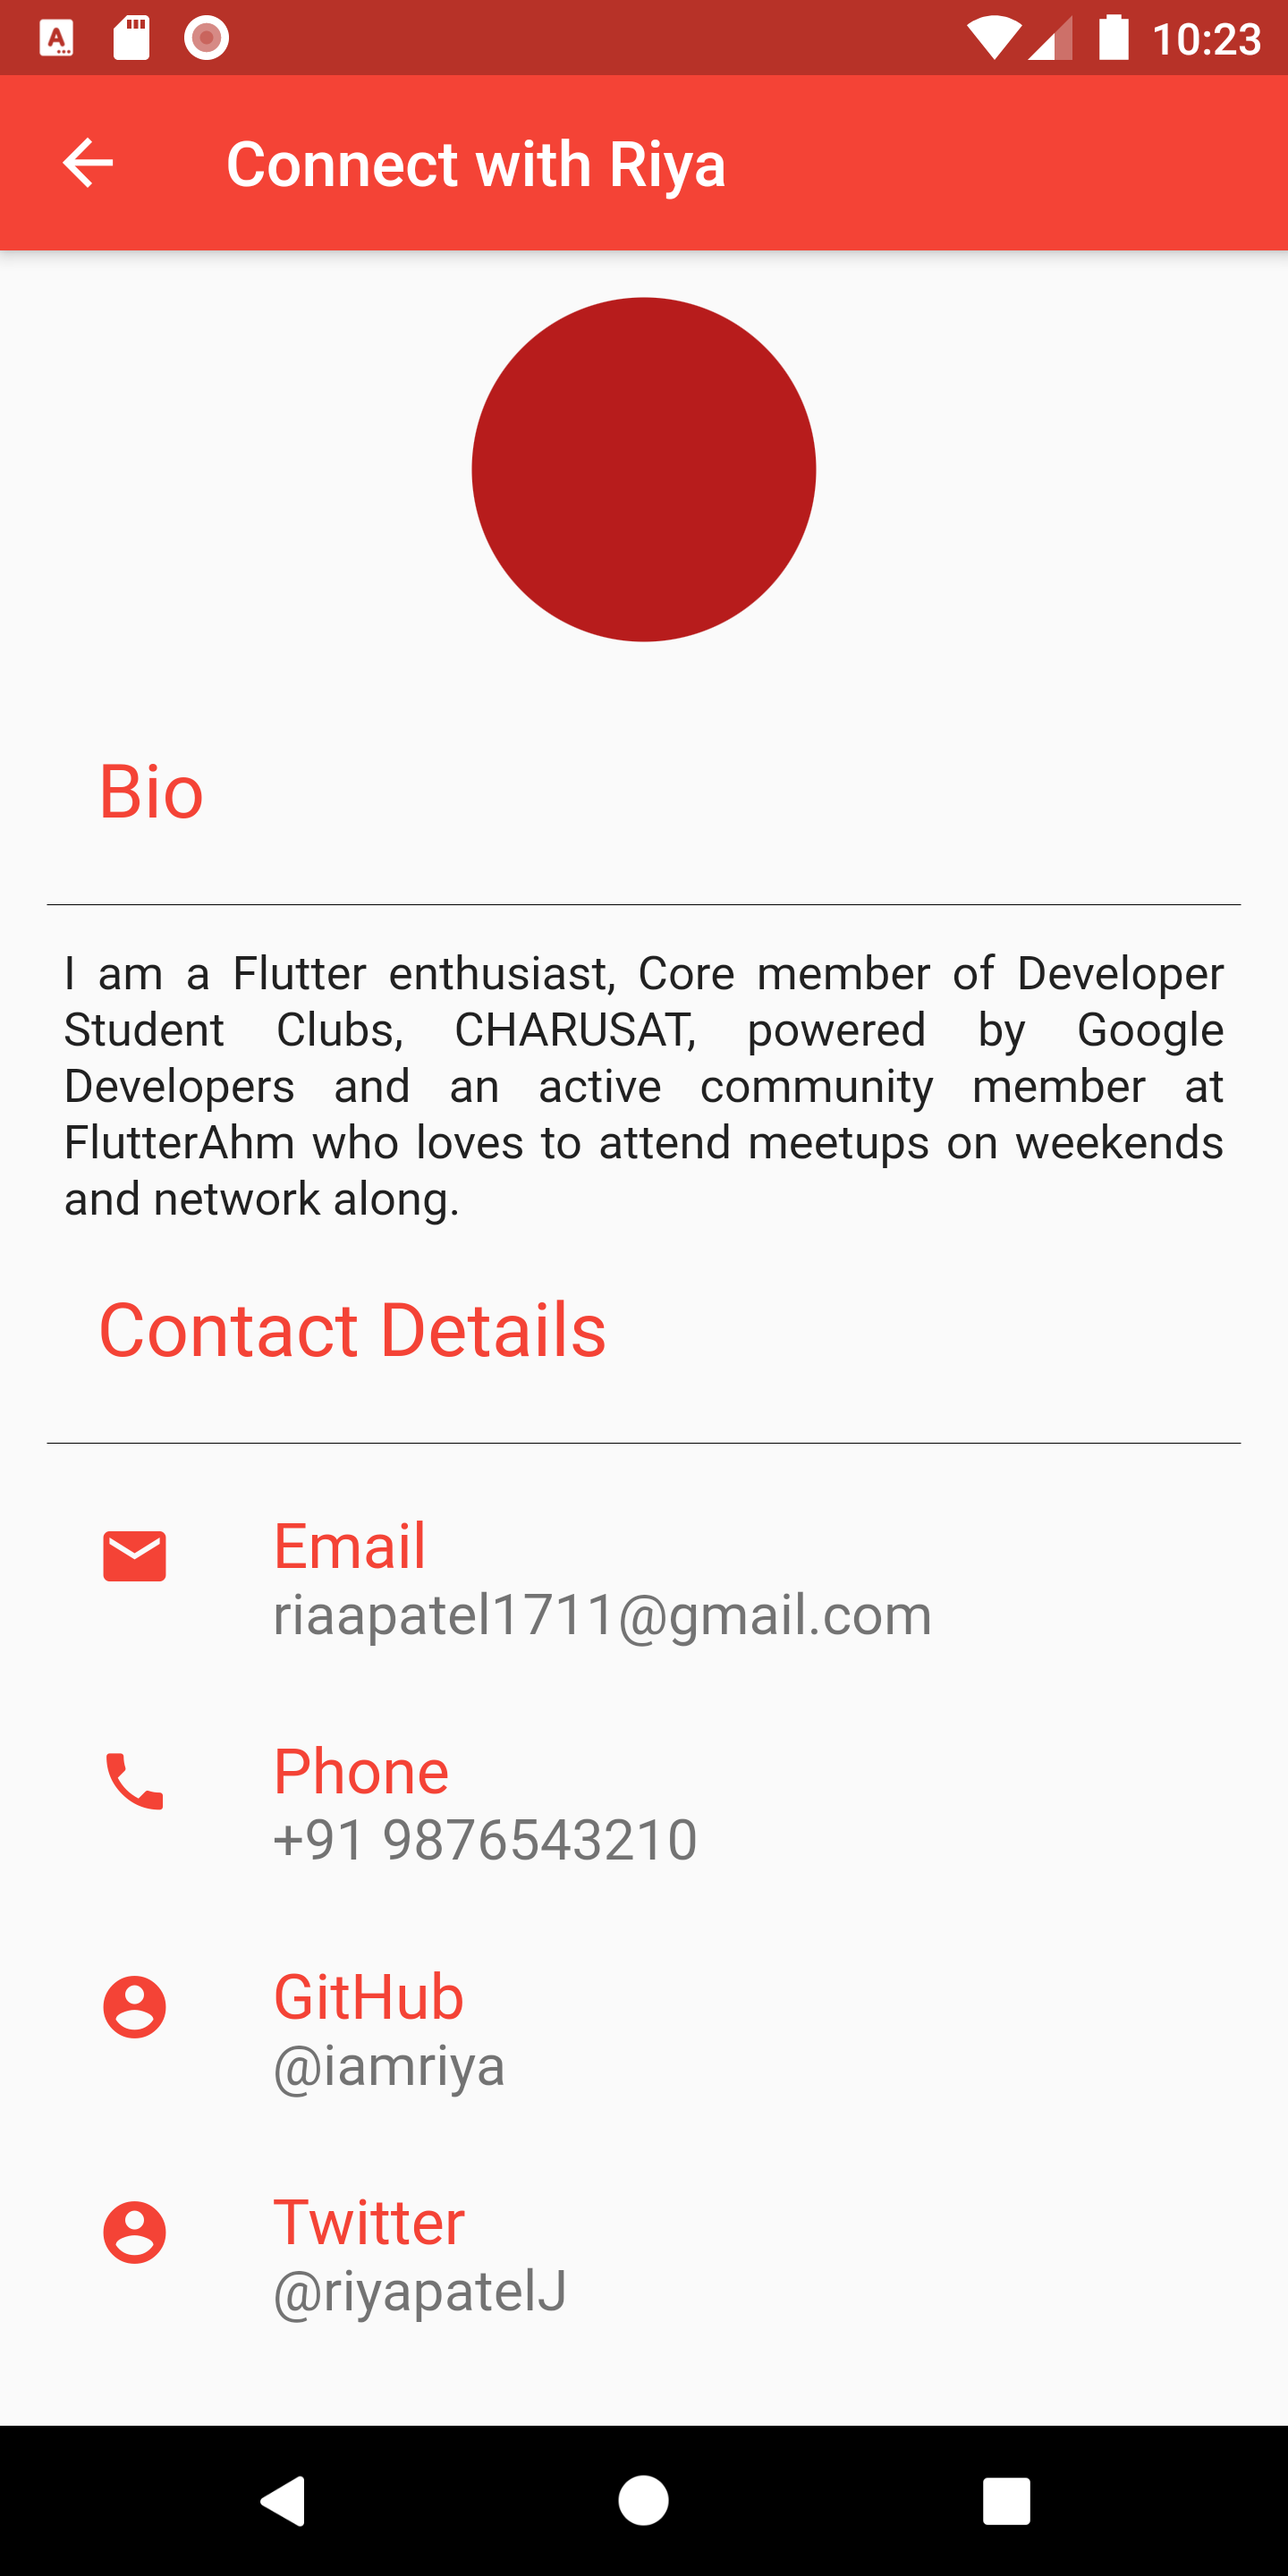 A
10:23
Connect with Riya
Bio
I am a Flutter enthusiast, Core member of Developer
Student Clubs, CHARUSAT, powered by Google
Developers and an active community member at
FlutterAhm who loves to attend meetups on weekends
and network along.
Contact Details
Email
riaapatel1711@gmail.com
Phone
+91 9876543210
GitHub
@iamriya
Twitter
@riyapatelJ